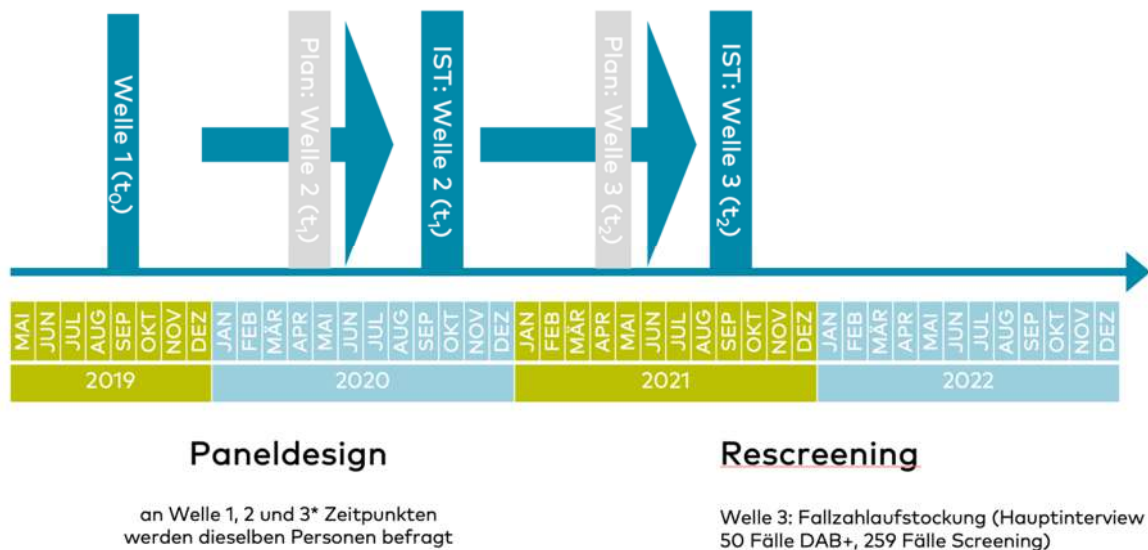 Welle 1 (t₀)
Plan: Welle 2 (t₁)
IST: Welle 2 (t₁)
Plan: Welle 3 (t₂)
IST: Welle 3 (t₂)
MAI JUN JUL AUG SEP OKT NOV DEZ JAN FEB MÄR APR MAI JUN JUL AUG SEP OKT NOV DEZ JAN FEB MÄR APR MAI JUN JUL AUG SEP OKT NOV DEZ JAN FEB MÄR APR MAI JUN JUL AUG SEP OKT NOV DEZ
2019 2020 2021 2022
Paneldesign
an Welle 1, 2 und 3* Zeitpunkten
werden dieselben Personen befragt
Rescreening
Welle 3: Fallzahlaufstockung (Hauptinterview
50 Fälle DAB+, 259 Fälle Screening)